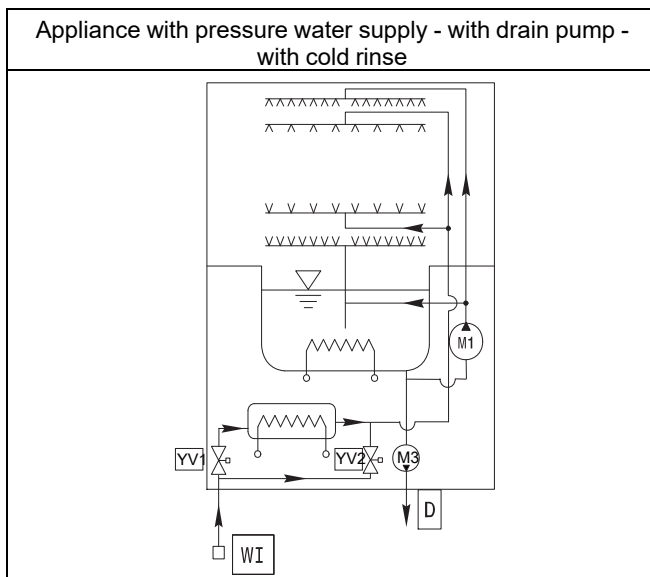 Appliance with pressure water supply - with drain pump -
with cold rinse
M1
YV1
YV2
M3
D
WI